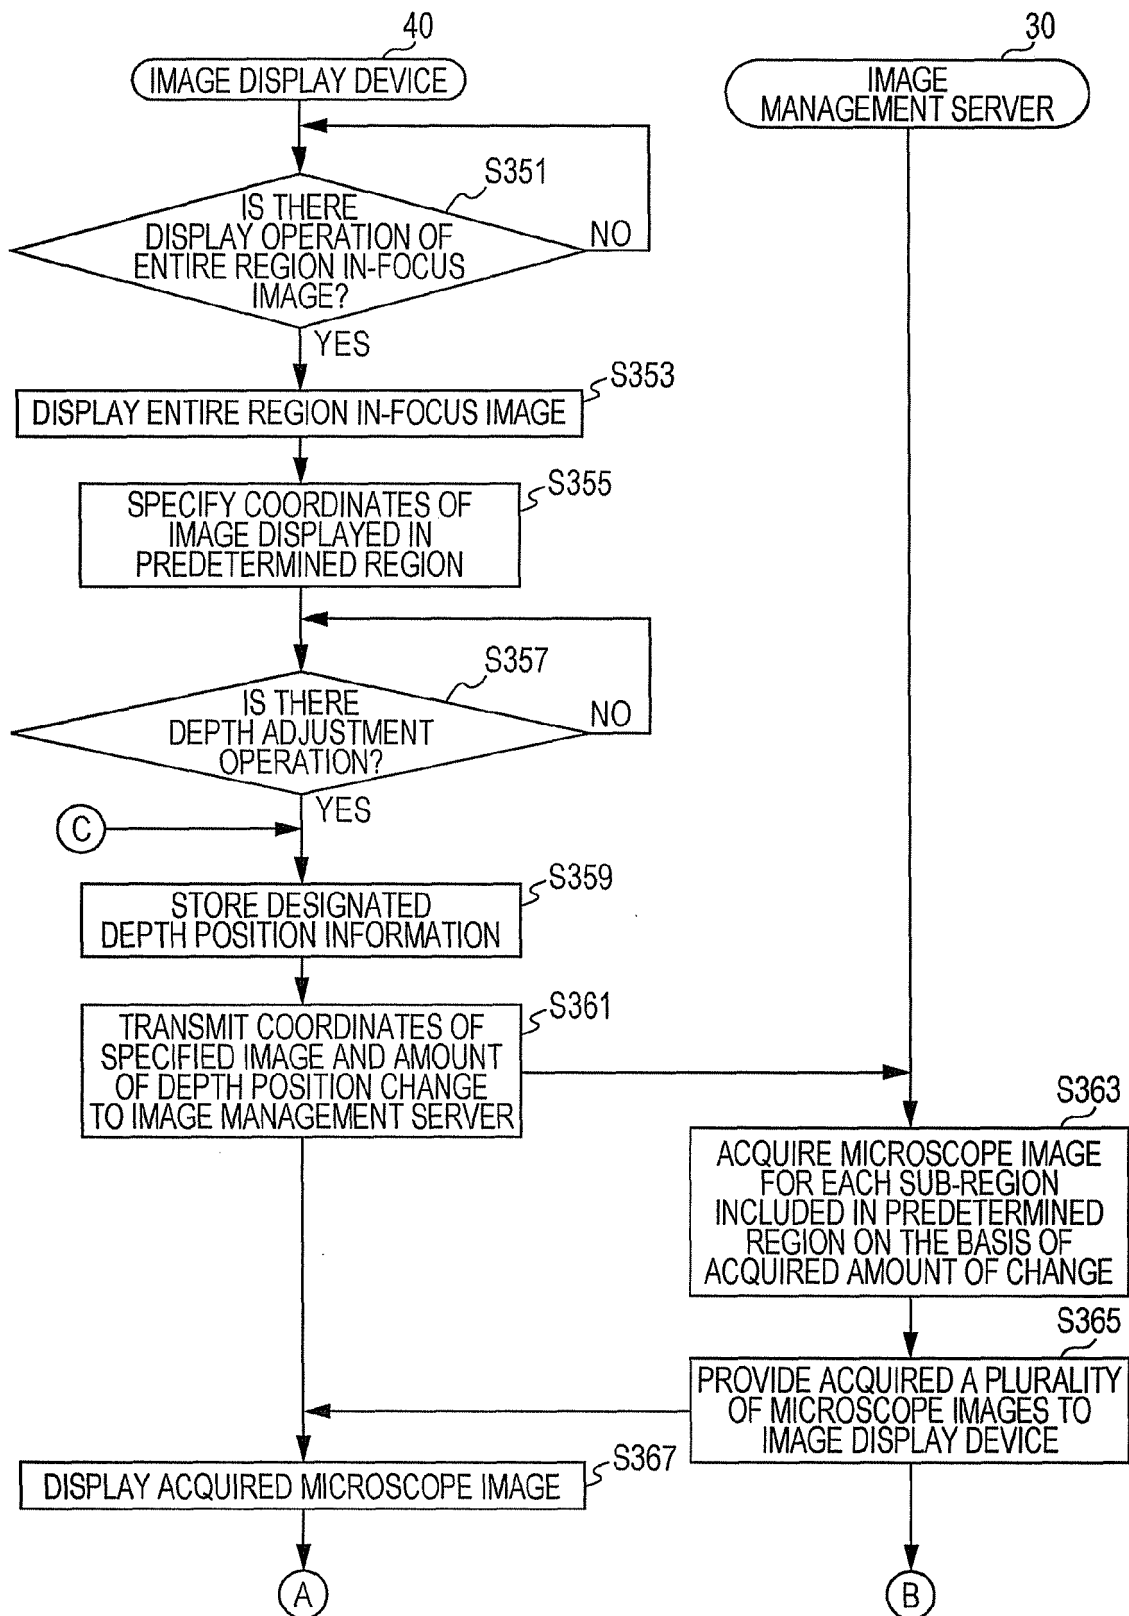 40
IMAGE DISPLAY DEVICE
30
IMAGE
MANAGEMENT SERVER
S351
IS THERE
DISPLAY OPERATION OF
ENTIRE REGION IN-FOCUS
IMAGE?
NO
YES
S353
DISPLAY ENTIRE REGION IN-FOCUS IMAGE
S355
SPECIFY COORDINATES OF
IMAGE DISPLAYED IN
PREDETERMINED REGION
S357
IS THERE
DEPTH ADJUSTMENT
OPERATION?
NO
YES
C
S359
STORE DESIGNATED
DEPTH POSITION INFORMATION
S361
TRANSMIT COORDINATES OF
SPECIFIED IMAGE AND AMOUNT
OF DEPTH POSITION CHANGE
TO IMAGE MANAGEMENT SERVER
S363
ACQUIRE MICROSCOPE IMAGE
FOR EACH SUB-REGION
INCLUDED IN PREDETERMINED
REGION ON THE BASIS OF
ACQUIRED AMOUNT OF CHANGE
S365
PROVIDE ACQUIRED A PLURALITY
OF MICROSCOPE IMAGES TO
IMAGE DISPLAY DEVICE
S367
DISPLAY ACQUIRED MICROSCOPE IMAGE
A
B